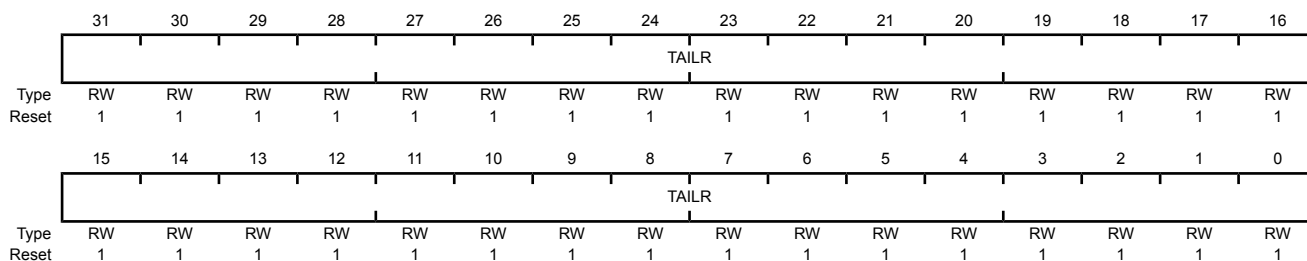 31 30 29 28 27 26 25 24 23 22 21 20 19 18 17 16
TAILR
Type RW RW RW RW RW RW RW RW RW RW RW RW RW RW RW RW
Reset 1 1 1 1 1 1 1 1 1 1 1 1 1 1 1 1
15 14 13 12 11 10 9 8 7 6 5 4 3 2 1 0
TAILR
Type RW RW RW RW RW RW RW RW RW RW RW RW RW RW RW RW
Reset 1 1 1 1 1 1 1 1 1 1 1 1 1 1 1 1